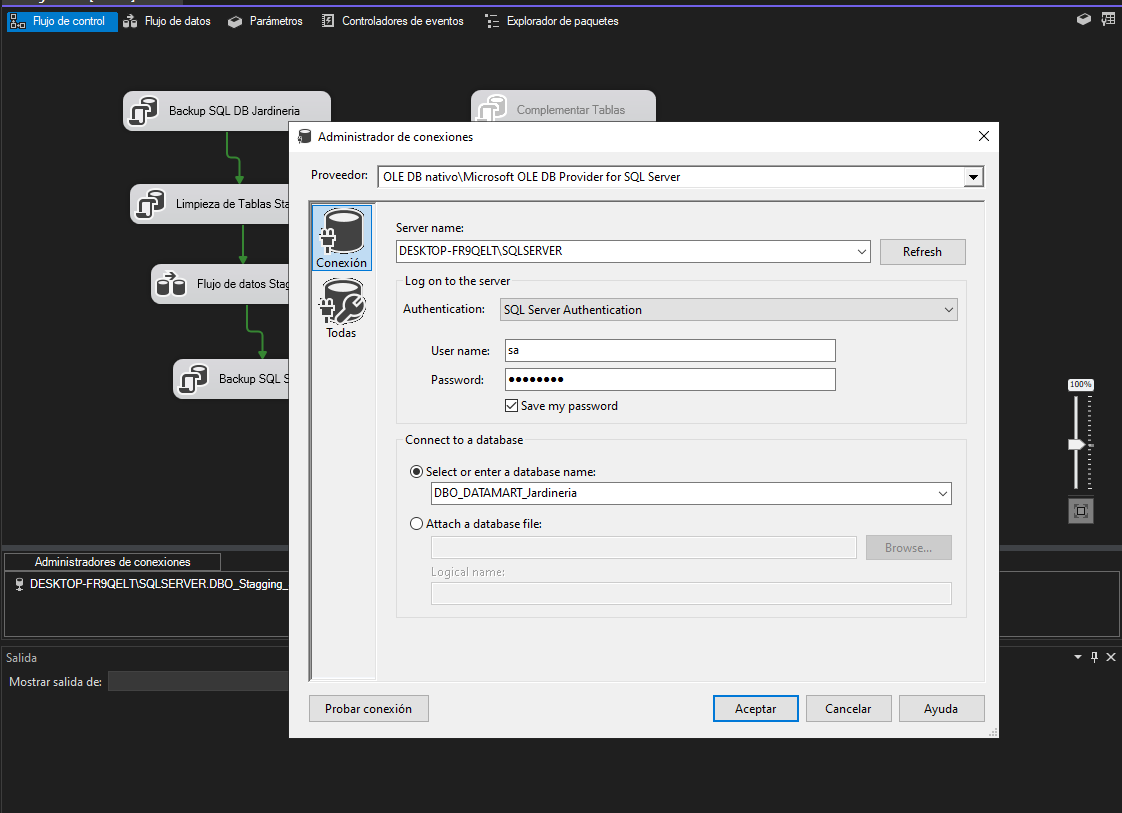 Flujo de control
Flujo de datos
Parámetros
Controladores de eventos
Explorador de paquetes
Backup SQL DB Jardineria
Complementar Tablas
Limpieza de Tablas Sta
Flujo de datos Stag
Backup SQL S
Administrador de conexiones
Proveedor:
OLE DB nativo\Microsoft OLE DB Provider for SQL Server
Conexión
Todas
Server name:
DESKTOP-FR9QELT\SQLSERVER
Refresh
Log on to the server
Authentication:
SQL Server Authentication
User name:
sa
Password:
●●●●●●●●
Save my password
Connect to a database
Select or enter a database name:
DBO_DATAMART_Jardineria
Attach a database file:
Browse...
Logical name:
Probar conexión
Aceptar
Cancelar
Ayuda
100%
Administradores de conexiones
DESKTOP-FR9QELT\SQLSERVER.DBO_Stagging_
Salida
Mostrar salida de: